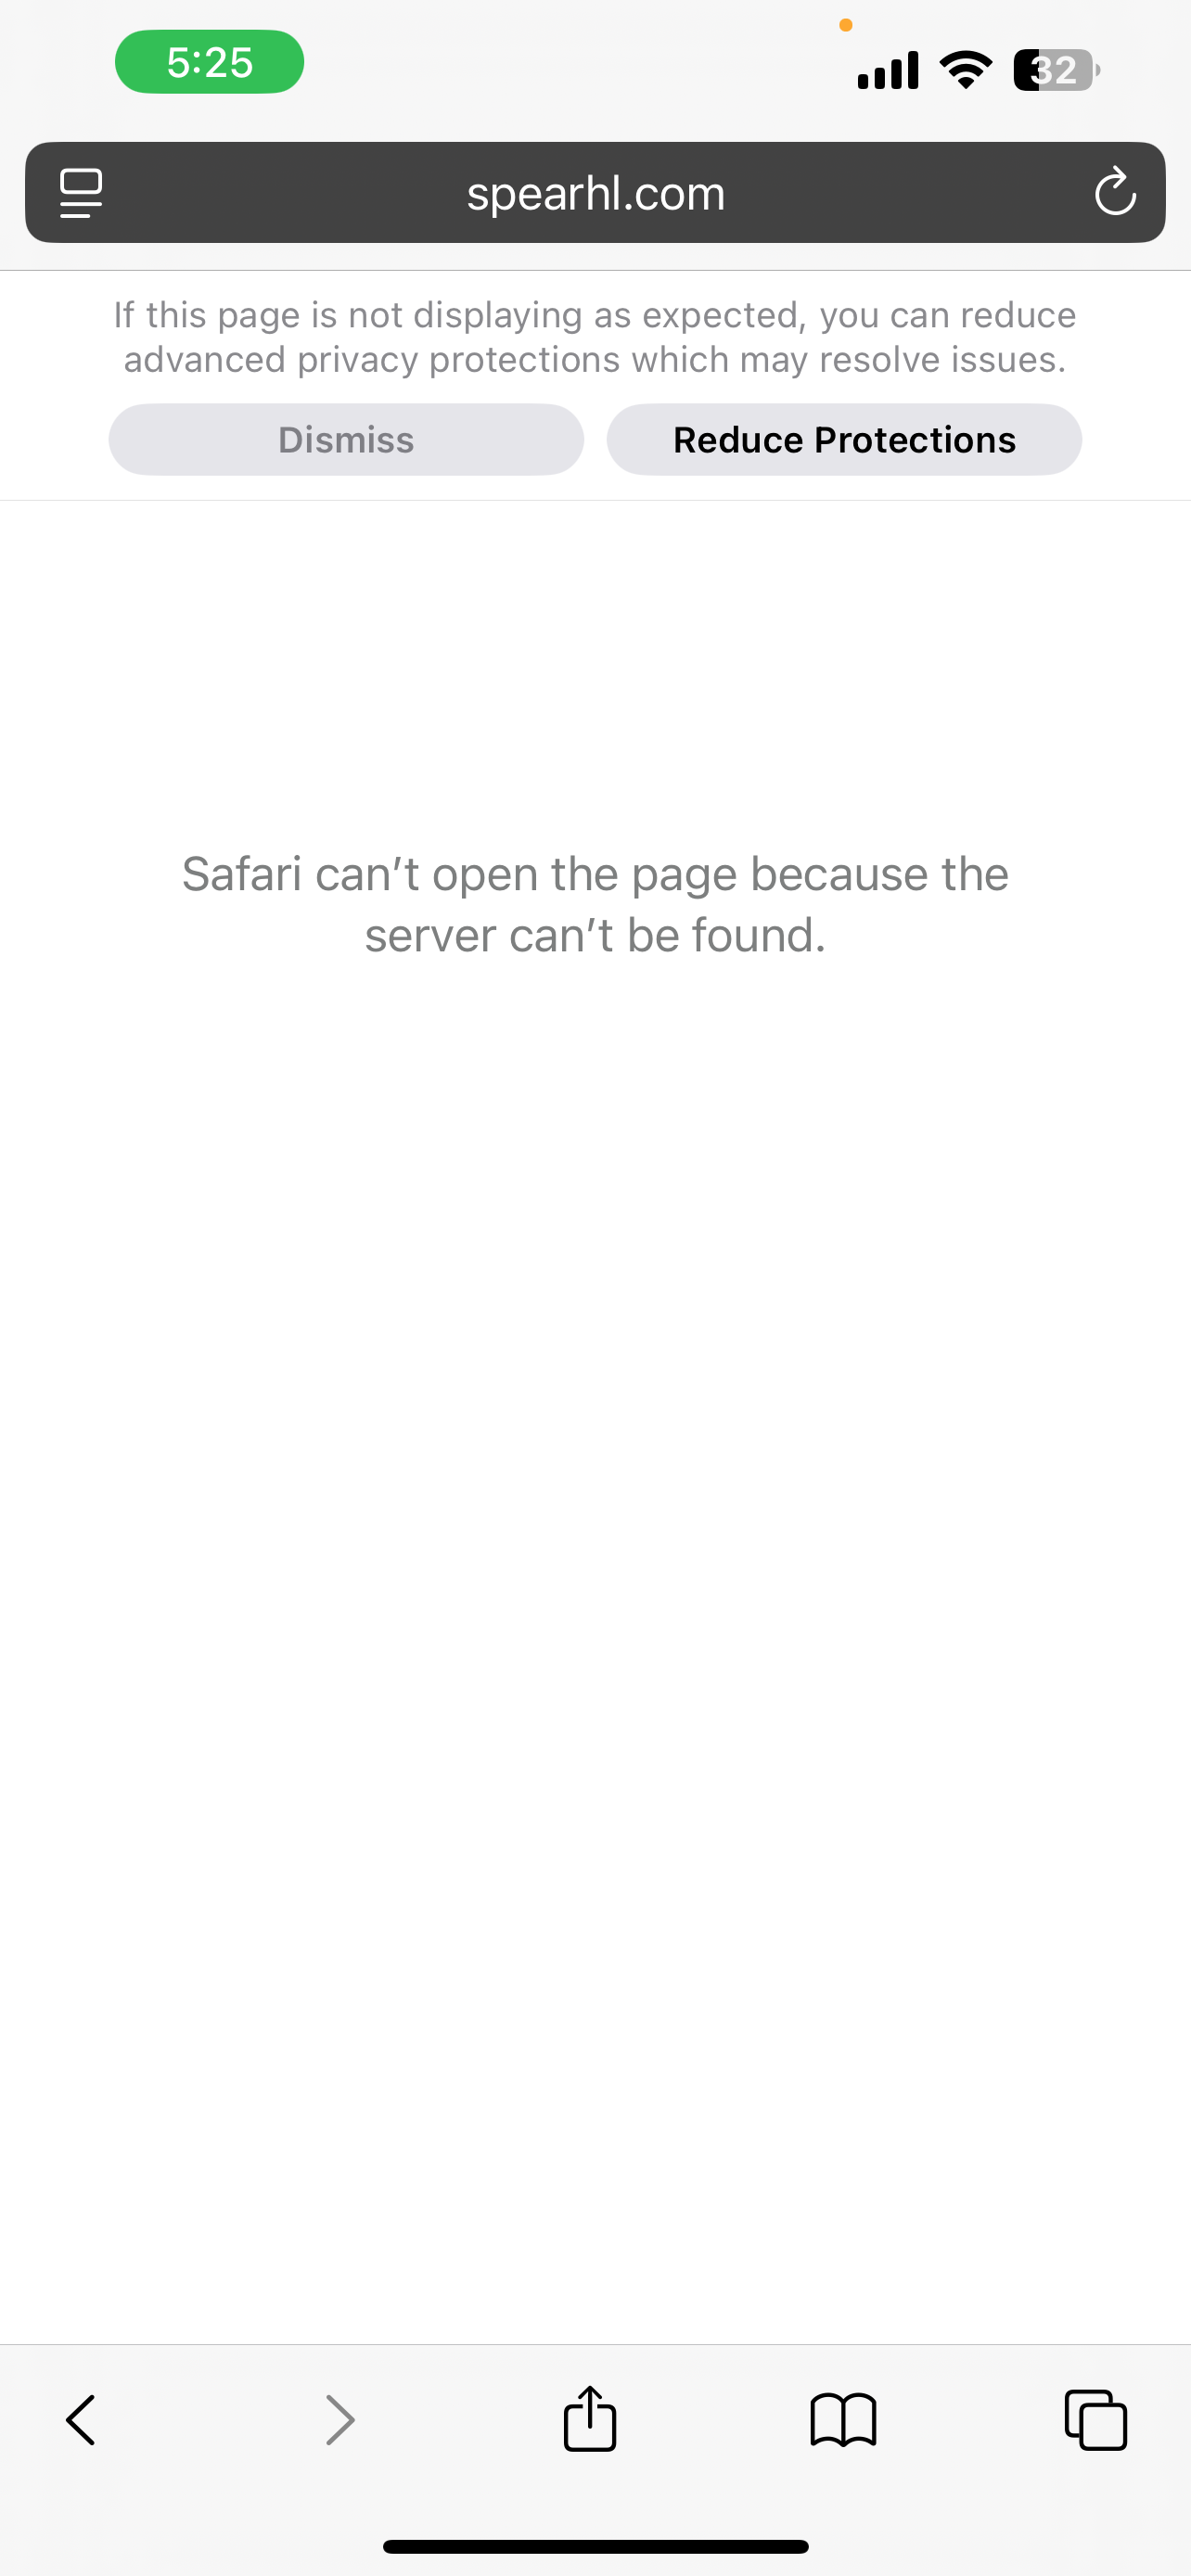 5:25
32
spearhl.com
If this page is not displaying as expected, you can reduce
advanced privacy protections which may resolve issues.
Dismiss
Reduce Protections
Safari can’t open the page because the
server can’t be found.